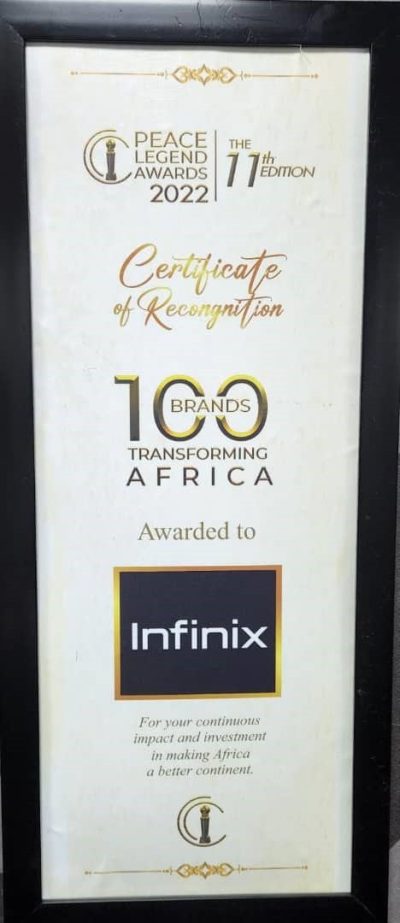 PEACE
LEGEND
AWARDS
2022
THE
11th EDITION
Certificate
of Recongnition
100
BRANDS
TRANSFORMING
AFRICA
Awarded to
Infinix
For your continuous
impact and investment
in making Africa
a better continent.